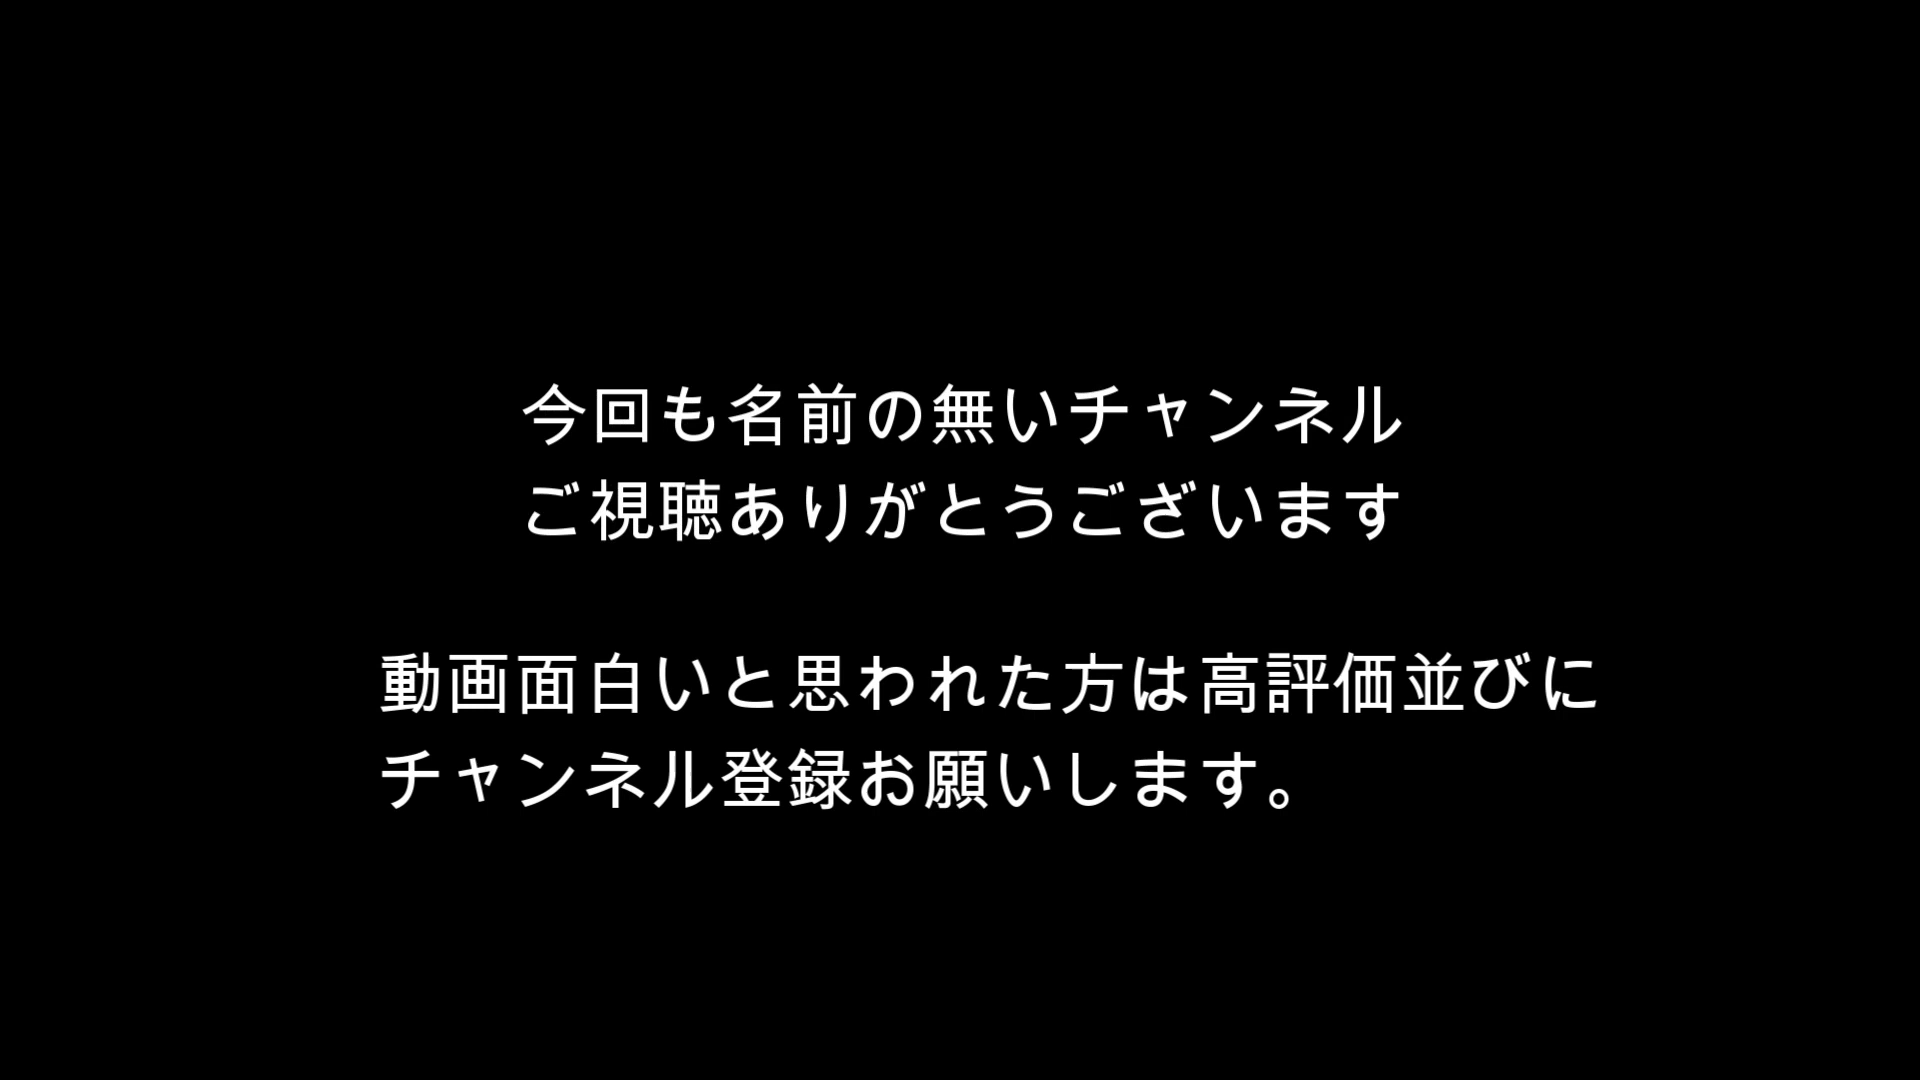 今回も名前の無いチャンネル
ご視聴ありがとうございます
動画面白いと思われた方は高評価並びに
チャンネル登録お願いします。